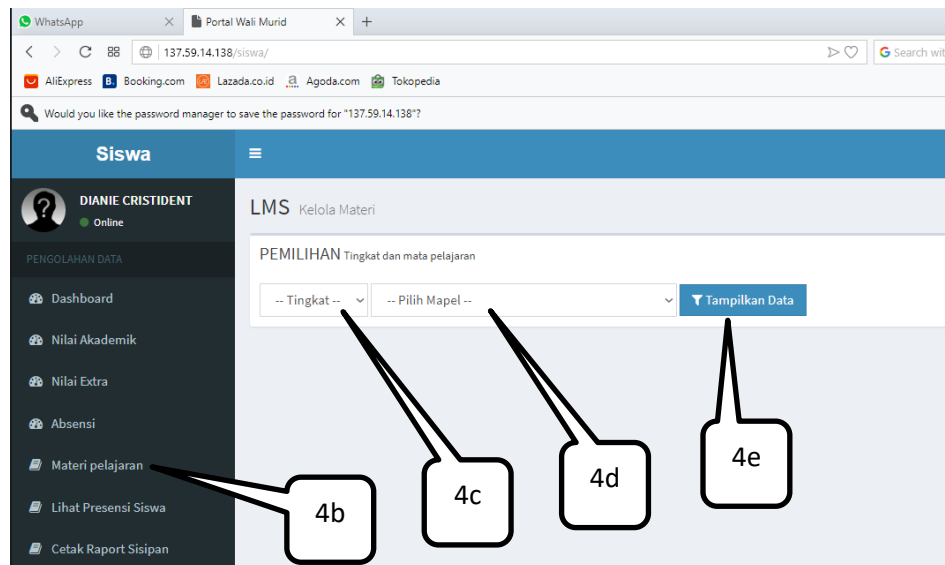 WhatsApp
Portal Wali Murid
137.59.14.138/siswa/
Search wit
AliExpress B. Booking.com Lazada.co.id a Agoda.com Tokopedia
Would you like the password manager to save the password for "137.59.14.138"?
Siswa
DIANIE CRISTIDENT
Online
PENGOLAHAN DATA
Dashboard
Nilai Akademik
Nilai Extra
Absensi
Materi pelajaran
Lihat Presensi Siswa
Cetak Raport Sisipan
LMS Kelola Materi
PEMILIHAN Tingkat dan mata pelajaran
-- Tingkat -- -- Pilih Mapel -- Tampilkan Data
4b
4c
4d
4e